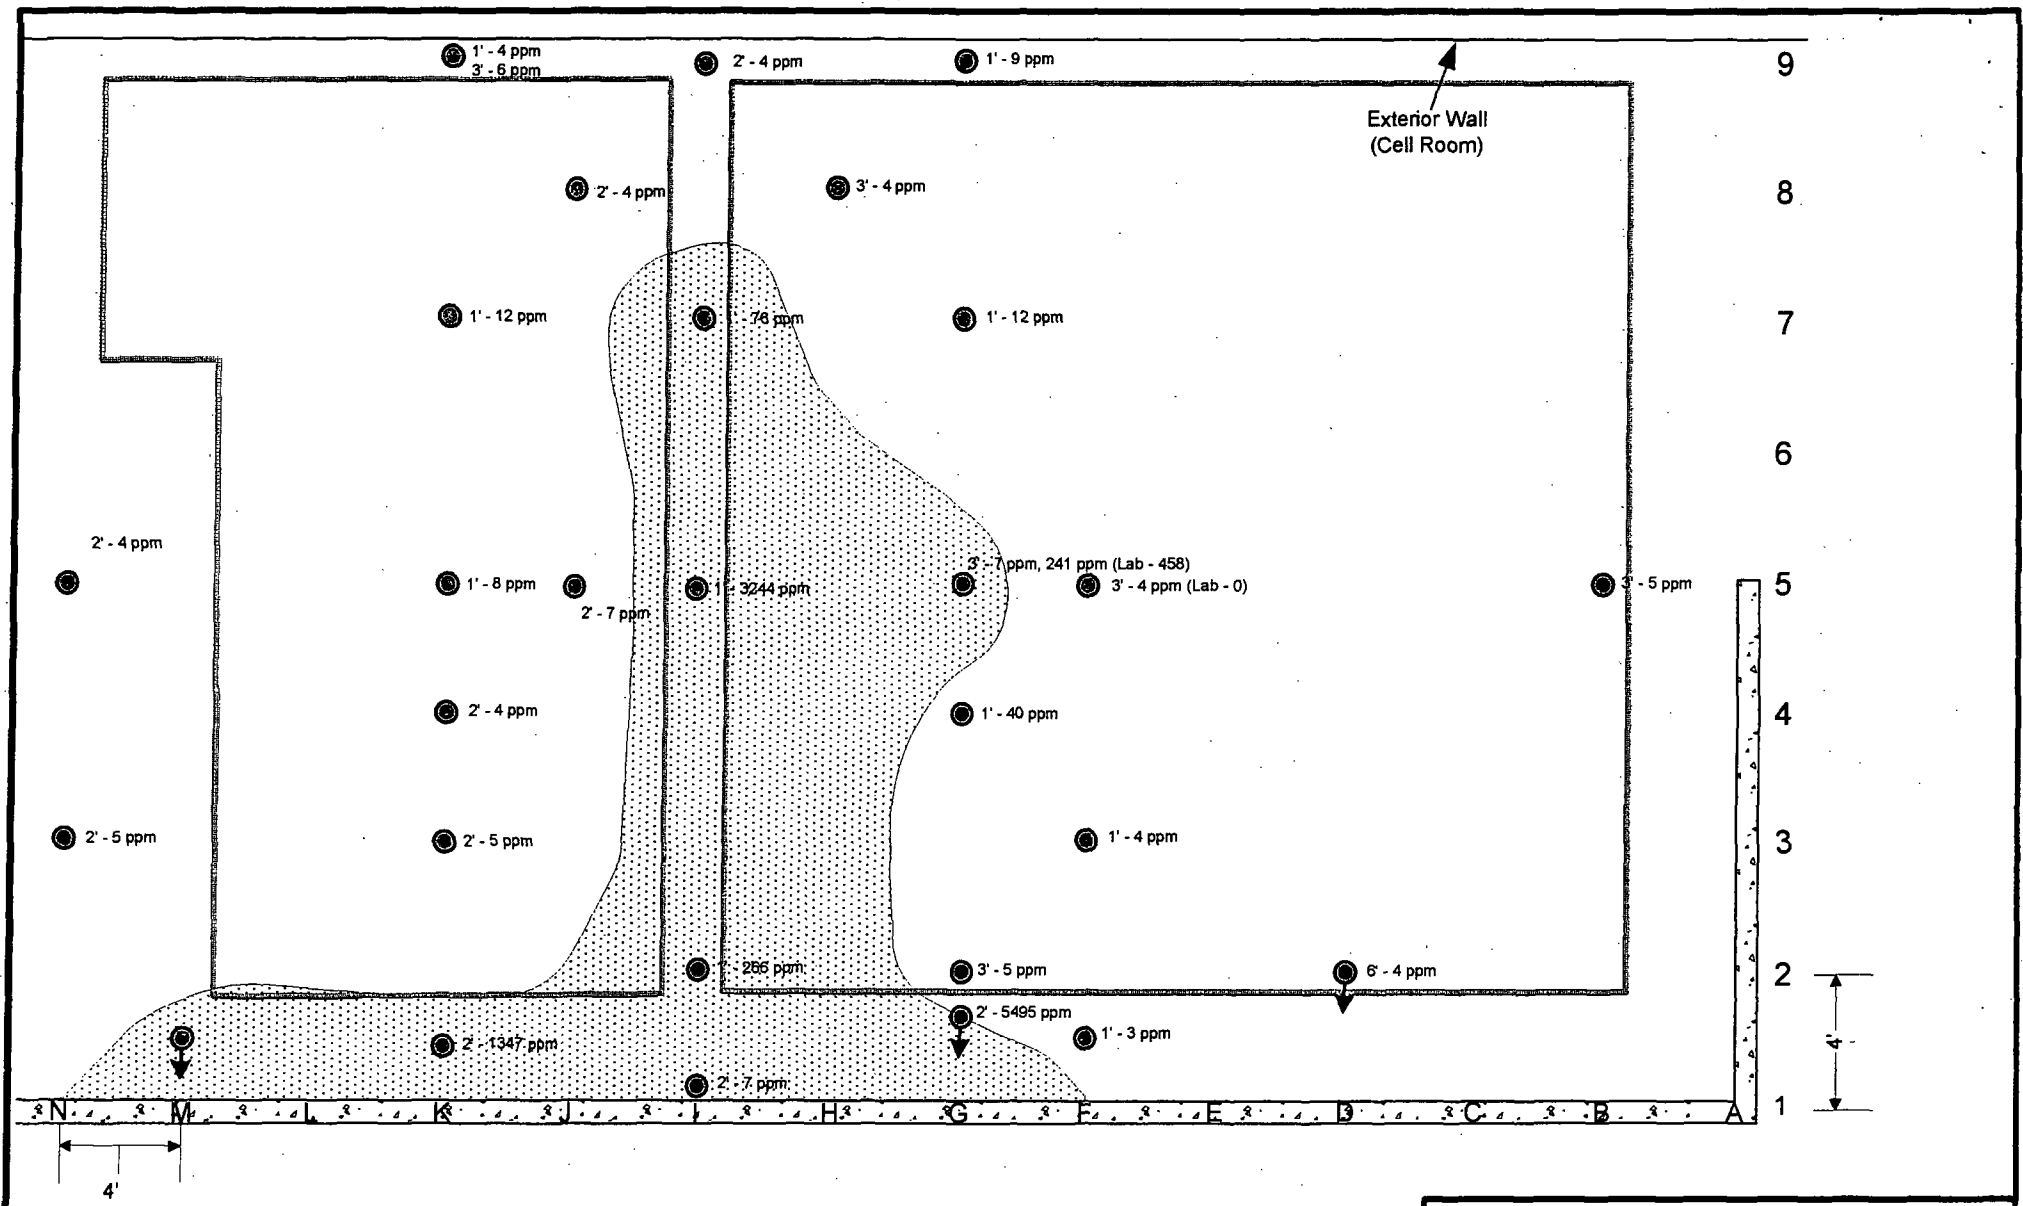 1' - 4 ppm
3' - 6 ppm
2' - 4 ppm
1' - 9 ppm
9
Exterior Wall
(Cell Room)
2' - 4 ppm
3' - 4 ppm
8
1' - 12 ppm
- 76 ppm
1' - 12 ppm
7
6
2' - 4 ppm
3' - 7 ppm, 241 ppm (Lab - 458)
1' - 8 ppm
1' - 3244 ppm
3' - 4 ppm (Lab - 0)
3' - 5 ppm
5
2' - 7 ppm
2' - 4 ppm
1' - 40 ppm
4
2' - 5 ppm
2' - 5 ppm
1' - 4 ppm
3
- 266 ppm
3' - 5 ppm
6' - 4 ppm
2
2' - 5495 ppm
1' - 3 ppm
2' - 1347 ppm
4'
2' - 7 ppm
N M L K J I H G F E D C B A 1
4'